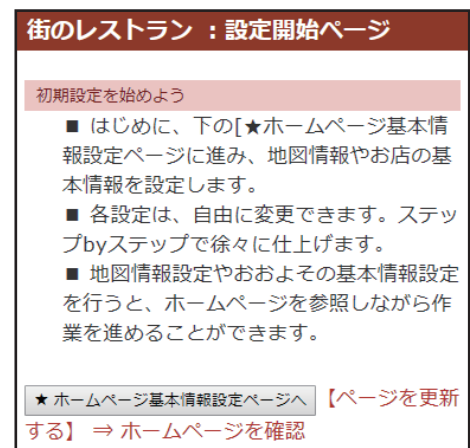 街のレストラン ：設定開始ページ
初期設定を始めよう
■ はじめに、下の[★ホームページ基本情
報設定ページに進み、地図情報やお店の基
本情報を設定します。
■ 各設定は、自由に変更できます。ステッ
プbyステップで徐々に仕上げます。
■ 地図情報設定やおおよその基本情報設定
を行うと、ホームページを参照しながら作
業を進めることができます。
★ ホームページ基本情報設定ページへ 【ページを更新
する】 ⇒ ホームページを確認